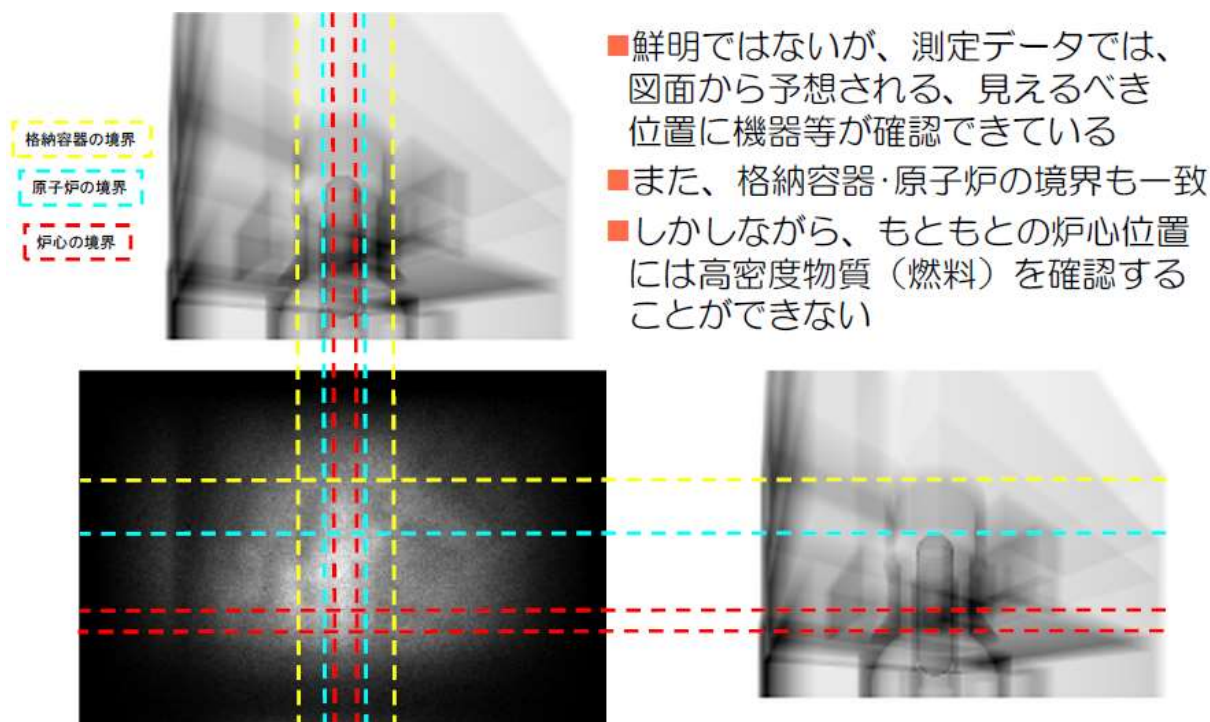 ■鮮明ではないが、測定データでは、
図面から予想される、見えるべき
位置に機器等が確認できている
■また、格納容器・原子炉の境界も一致
■しかしながら、もともとの炉心位置
には高密度物質（燃料）を確認する
ことができない
格納容器の境界
原子炉の境界
炉心の境界